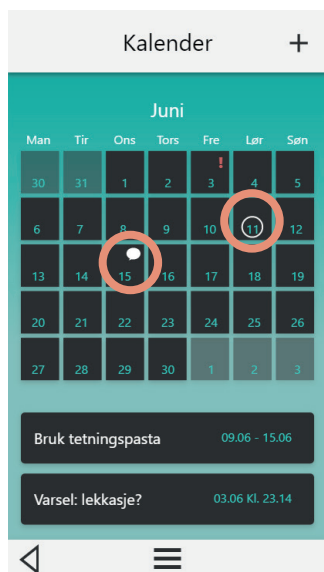 Kalender +
Juni
Man Tir Ons Tors Fre Lør Søn
!
30 31 1 2 3 4 5
6 7 8 9 10 11 12
13 14 15 16 17 18 19
20 21 22 23 24 25 26
27 28 29 30 1 2 3
Bruk tetningspasta 09.06 - 15.06
Varsel: lekkasje? 03.06 Kl. 23.14